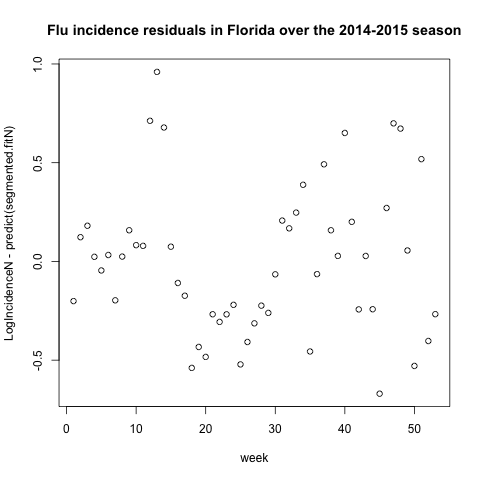 Flu incidence residuals in Florida over the 2014-2015 season
LogIncidenceN - predict(segmented.fitN)
1.0
0.5
0.0
-0.5
0 10 20 30 40 50
week